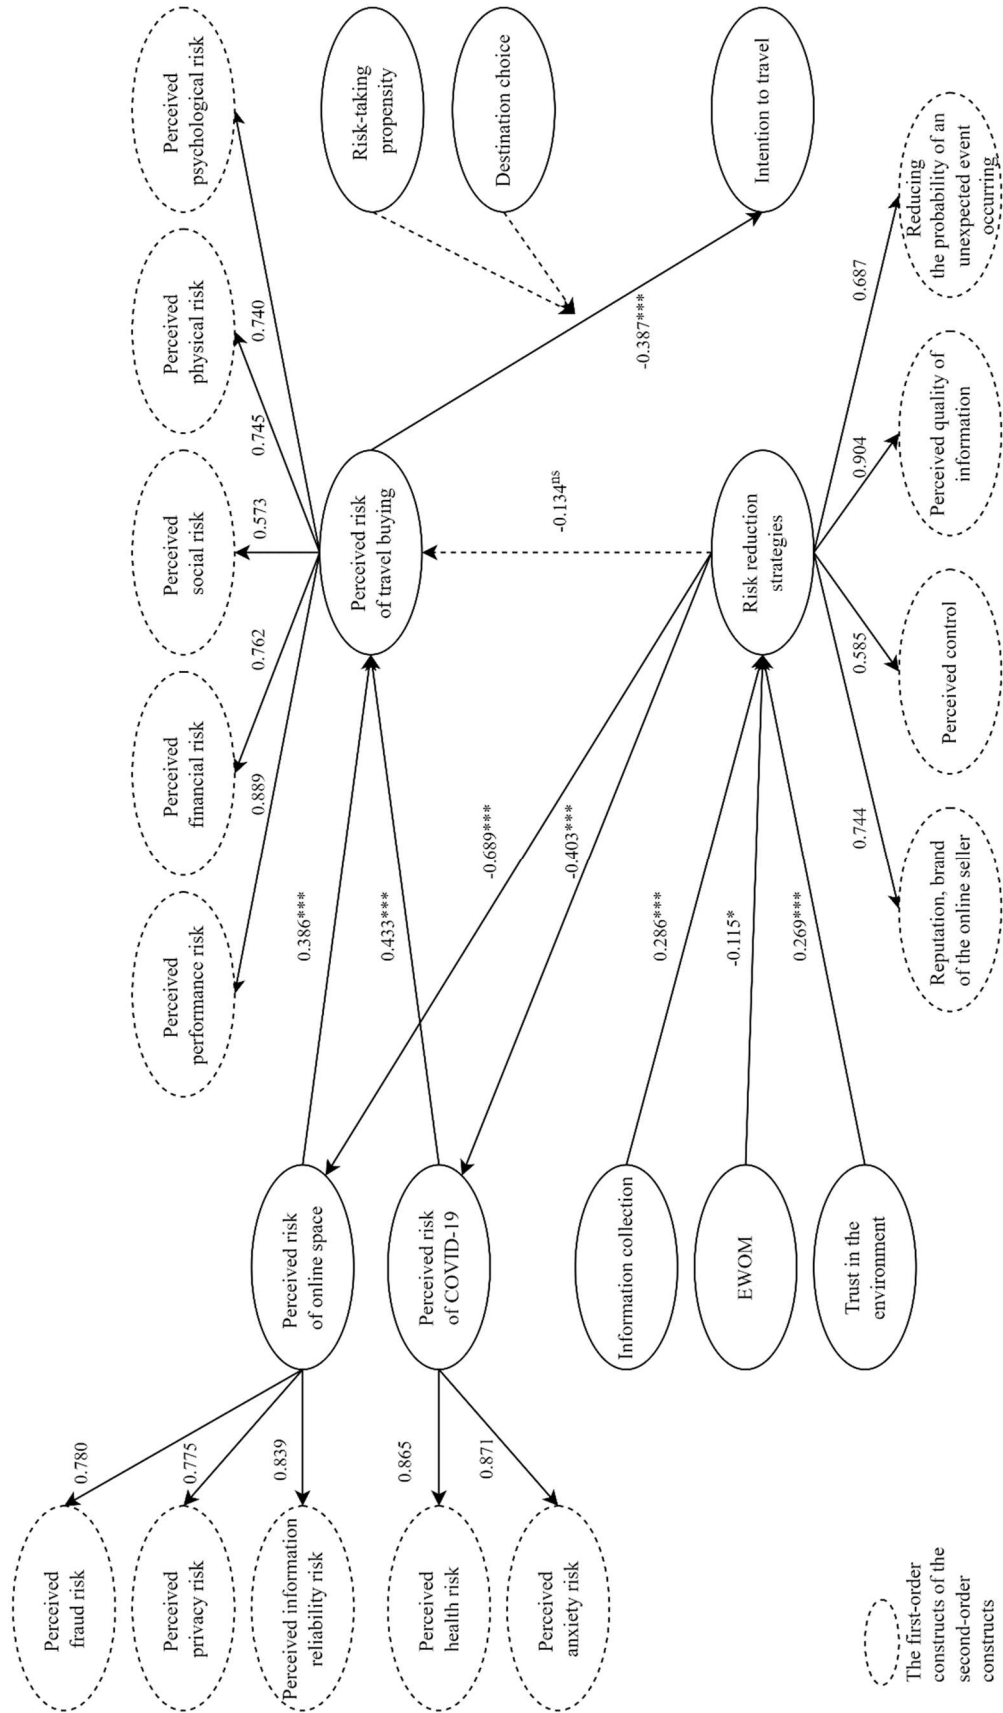 Perceived
fraud risk
Perceived
privacy risk
Perceived information
reliability risk
Perceived
health risk
Perceived
anxiety risk
0.780
0.775
0.839
0.865
0.871
Perceived risk
of online space
Perceived risk
of COVID-19
Information collection
EWOM
Trust in the
environment
Perceived
performance risk
Perceived
financial risk
Perceived
social risk
Perceived
physical risk
Perceived
psychological risk
0.889
0.762
0.573
0.745
0.740
0.386***
0.433***
-0.689***
-0.403***
0.286***
-0.115*
0.269***
Perceived risk
of travel buying
-0.134ns
Risk reduction
strategies
Risk-taking
propensity
Destination choice
-0.387***
Intention to travel
0.744
0.585
0.904
0.687
Reputation, brand
of the online seller
Perceived control
Perceived quality of
information
Reducing
the probability of an
unexpected event
occurring
The first-order
constructs of the
second-order
constructs